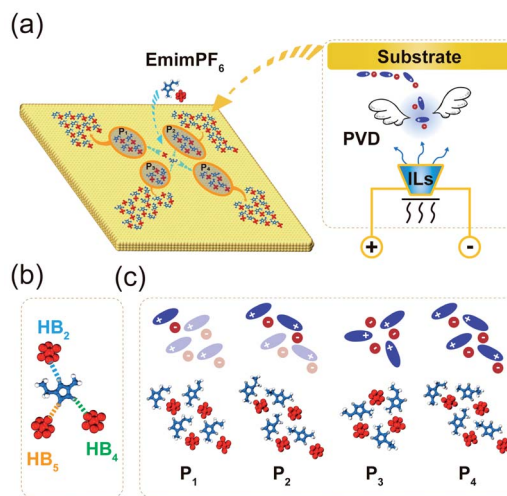 (a)
EmimPF6
Substrate
PVD
ILs
+
-
P1
P2
P3
P4
(b)
HB2
HB5
HB4
(c)
P1
P2
P3
P4